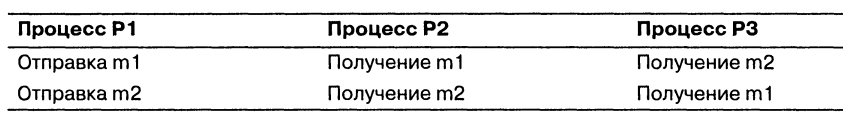 Процесс P1 Процесс P2 Процесс P3
Отправка m1 Получение m1 Получение m2
Отправка m2 Получение m2 Получение m1